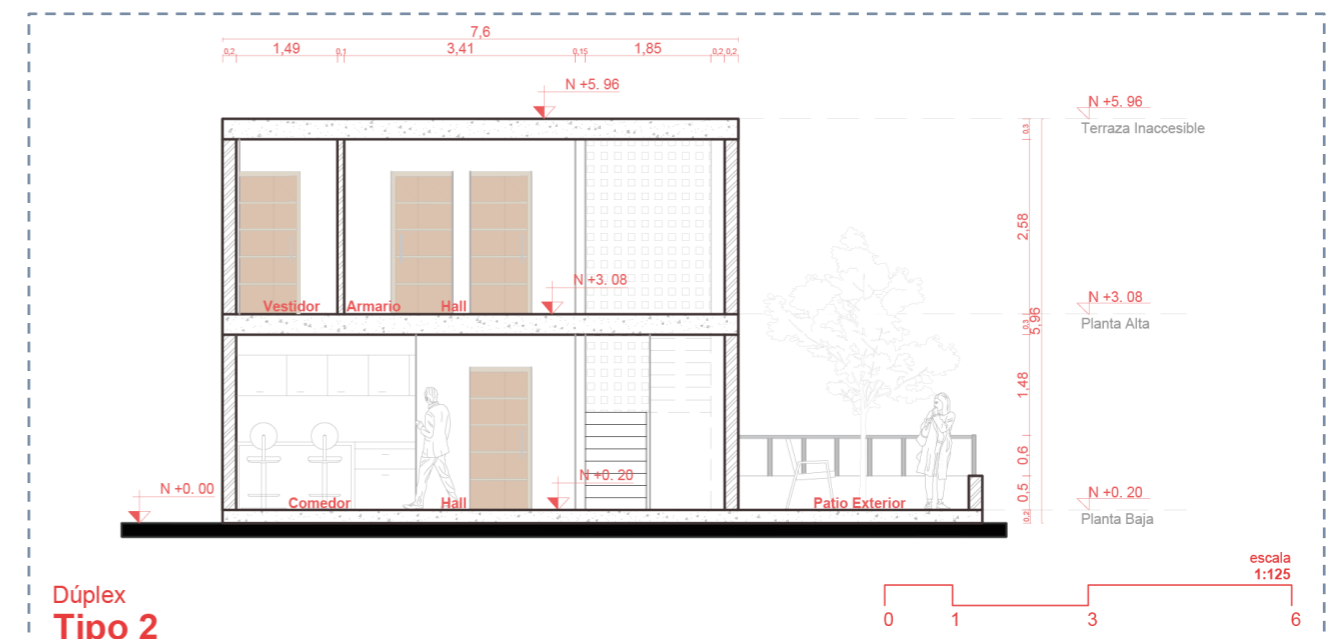 7,6
0,2 1,49 0,1 3,41 0,15 1,85 0,2 0,2
N +5. 96
N +5. 96
Terraza Inaccesible
0,3
2,58
N +3. 08
Vestidor Armario Hall
N +3. 08
Planta Alta
0,3
5,96
1,48
0,6
N +0. 20
N +0. 00
Comedor Hall Patio Exterior
0,5
N +0. 20
Planta Baja
0,2
escala
1:125
Dúplex
Tipo 2
0 1 3 6